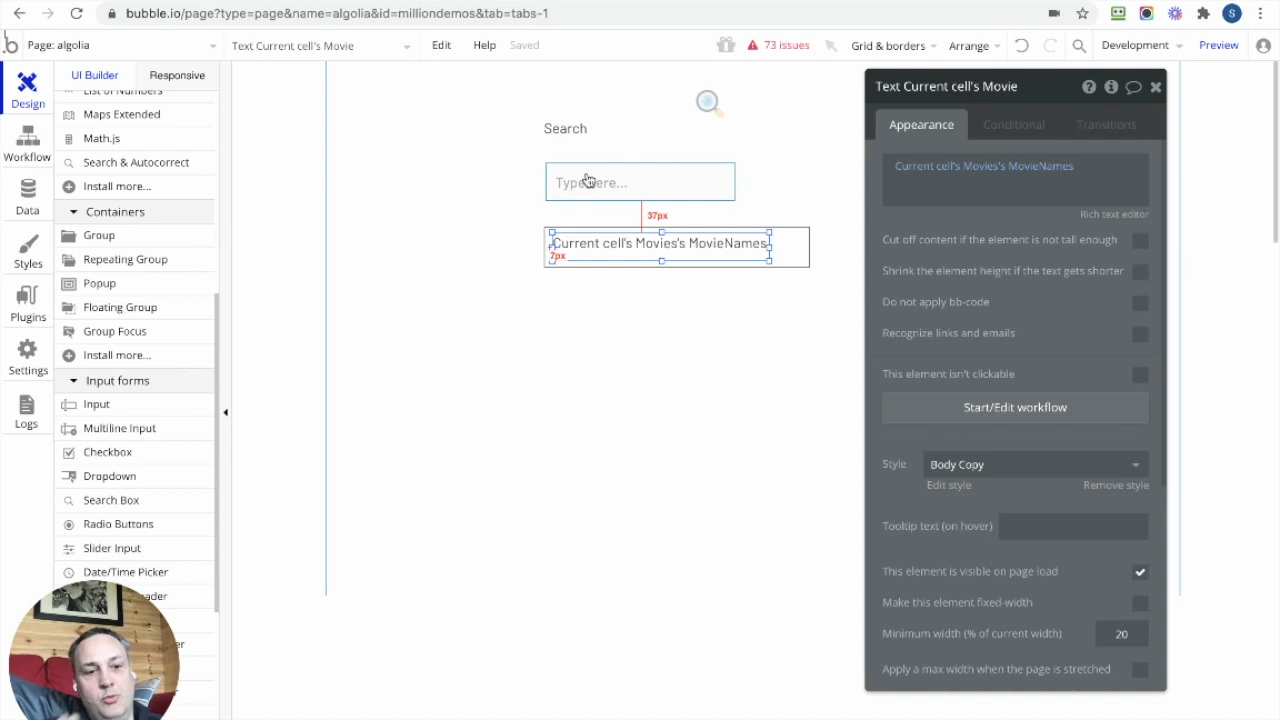 bubble.io/page?type=page&name=algolia&id=milliondemos&tab=tabs-1
S
Page: algolia
Text Current cell's Movie
Edit
Help
Saved
73 issues
Grid & borders
Arrange
Development
Preview
Design
Workflow
Data
Styles
Plugins
Settings
Logs
UI Builder
Responsive
List of Numbers
Maps Extended
Math.js
Search & Autocorrect
Install more...
Containers
Group
Repeating Group
Popup
Floating Group
Group Focus
Install more...
Input forms
Input
Multiline Input
Checkbox
Dropdown
Search Box
Radio Buttons
Slider Input
Date/Time Picker
Search
Type here...
37px
Current cell's Movies's MovieNames
7px
Text Current cell's Movie
Appearance
Conditional
Transitions
Current cell's Movies's MovieNames
Rich text editor
Cut off content if the element is not tall enough
Shrink the element height if the text gets shorter
Do not apply bb-code
Recognize links and emails
This element isn't clickable
Start/Edit workflow
Style
Body Copy
Edit style
Remove style
Tooltip text (on hover)
This element is visible on page load
Make this element fixed-width
Minimum width (% of current width)
20
Apply a max width when the page is stretched